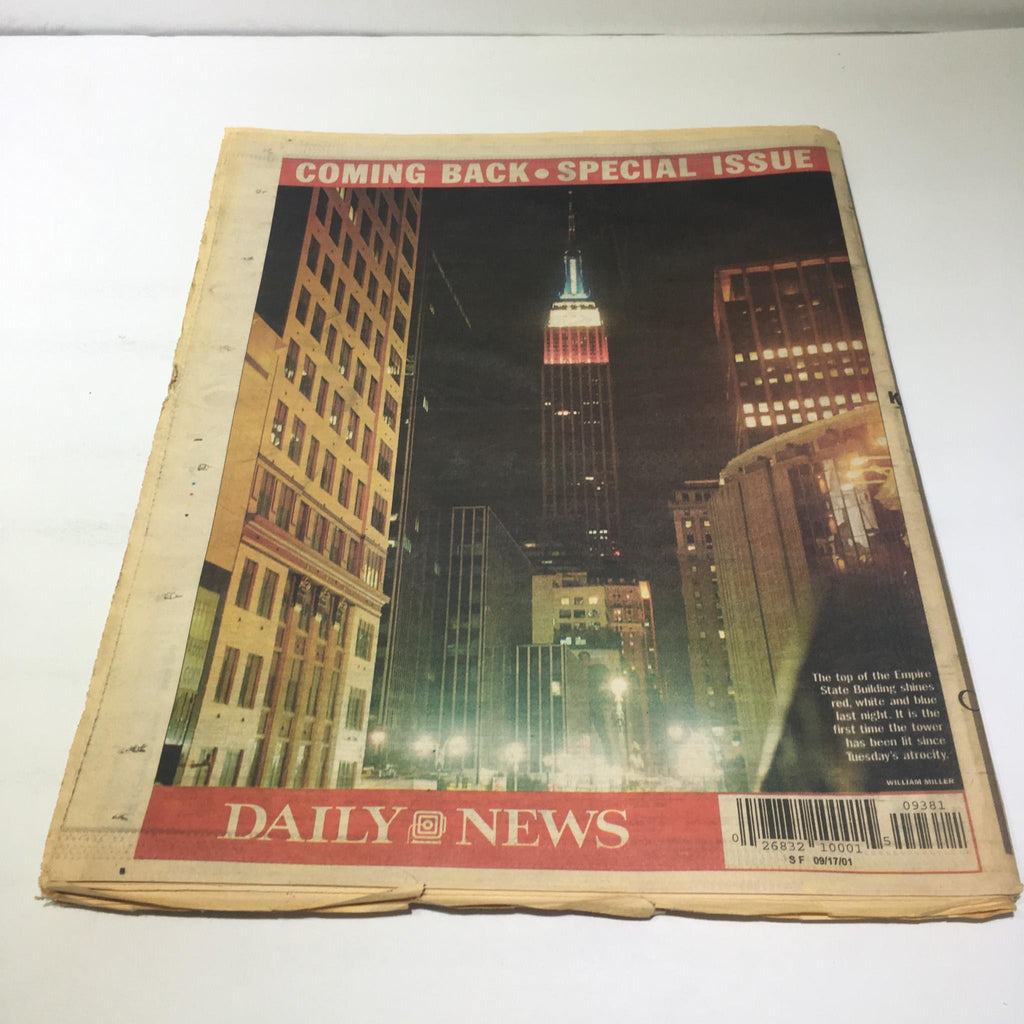 COMING BACK • SPECIAL ISSUE
K
The top of the Empire
State Building shines
red, white and blue
last night. It is the
first time the tower
has been lit since
Tuesday's atrocity.
WILLIAM MILLER
DAILY NEWS
09381
0 26832 10001 5
SF 09/17/01